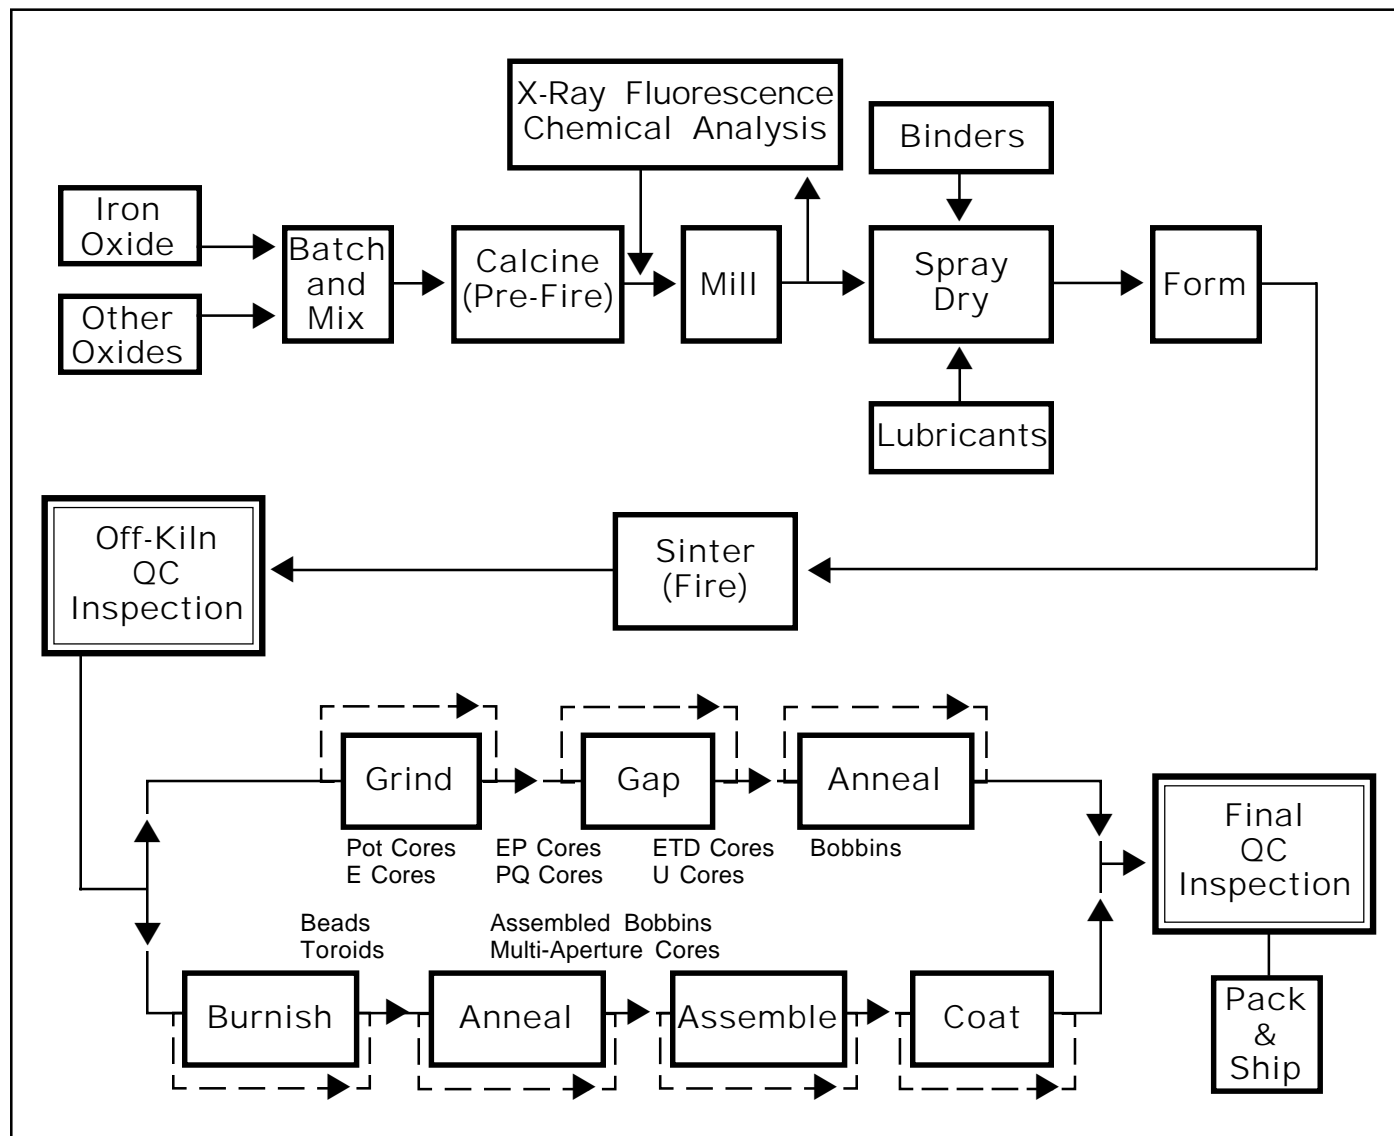 X-Ray Fluorescence
Chemical Analysis
Binders
Iron
Oxide
Other
Oxides
Batch
and
Mix
Calcine
(Pre-Fire)
Mill
Spray
Dry
Form
Lubricants
Off-Kiln
QC
Inspection
Sinter
(Fire)
Grind
Gap
Anneal
Pot Cores
E Cores
EP Cores
PQ Cores
ETD Cores
U Cores
Bobbins
Final
QC
Inspection
Beads
Toroids
Assembled Bobbins
Multi-Aperture Cores
Burnish
Anneal
Assemble
Coat
Pack
&
Ship